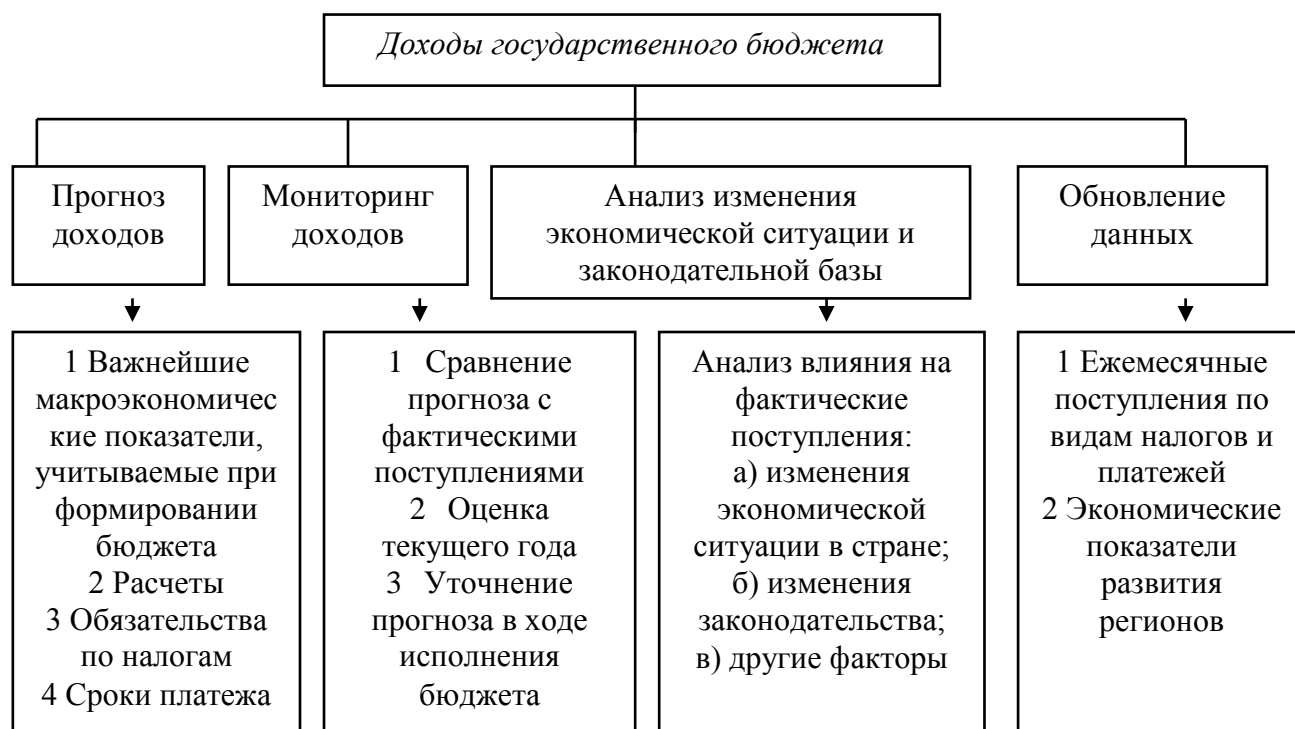 Доходы государственного бюджета
Прогноз
доходов
Мониторинг
доходов
Анализ изменения
экономической ситуации и
законодательной базы
Обновление
данных
1 Важнейшие
макроэкономичес
кие показатели,
учитываемые при
формировании
бюджета
2 Расчеты
3 Обязательства
по налогам
4 Сроки платежа
1 Сравнение
прогноза с
фактическими
поступлениями
2 Оценка
текущего года
3 Уточнение
прогноза в ходе
исполнения
бюджета
Анализ влияния на
фактические
поступления:
а) изменения
экономической
ситуации в стране;
б) изменения
законодательства;
в) другие факторы
1 Ежемесячные
поступления по
видам налогов и
платежей
2 Экономические
показатели
развития
регионов